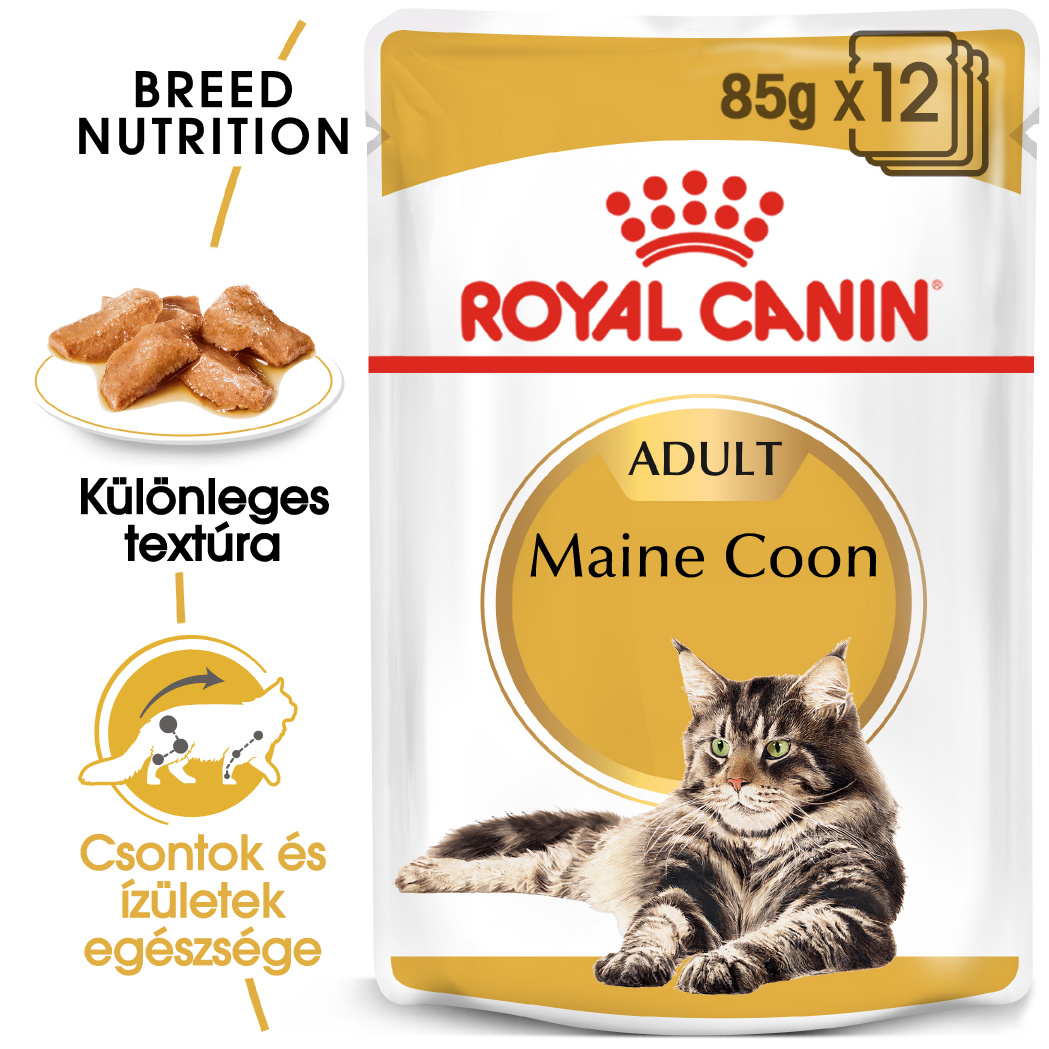 BREED
NUTRITION
Különleges
textúra
Csontok és
ízületek
egészsége
85g x12
ROYAL CANIN®
ADULT
Maine Coon